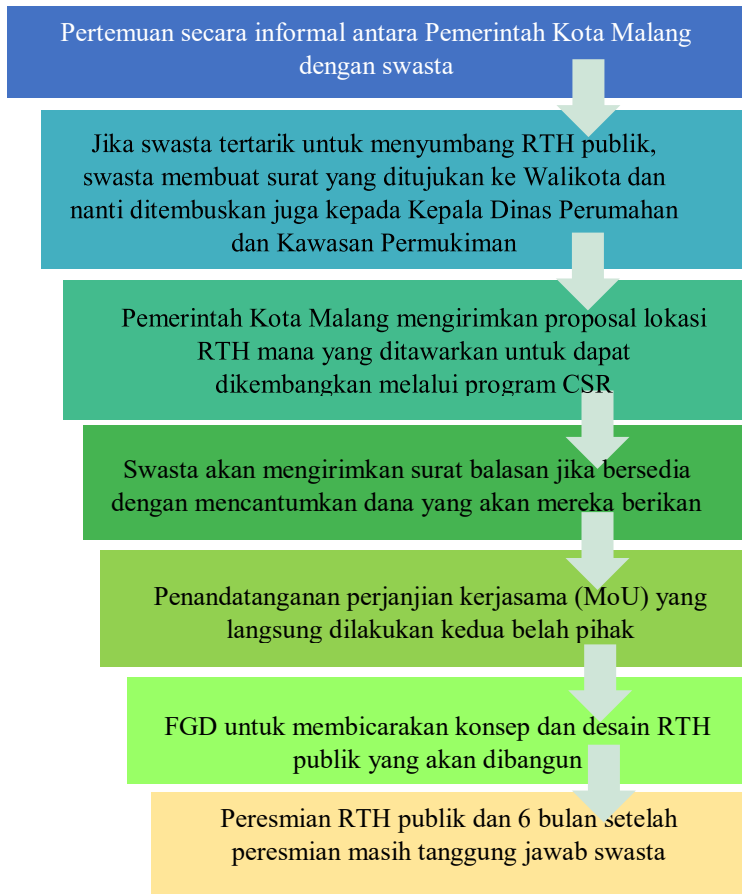 Pertemuan secara informal antara Pemerintah Kota Malang
dengan swasta
Jika swasta tertarik untuk menyumbang RTH publik,
swasta membuat surat yang ditujukan ke Walikota dan
nanti ditembuskan juga kepada Kepala Dinas Perumahan
dan Kawasan Permukiman
Pemerintah Kota Malang mengirimkan proposal lokasi
RTH mana yang ditawarkan untuk dapat
dikembangkan melalui program CSR
Swasta akan mengirimkan surat balasan jika bersedia
dengan mencantumkan dana yang akan mereka berikan
Penandatanganan perjanjian kerjasama (MoU) yang
langsung dilakukan kedua belah pihak
FGD untuk membicarakan konsep dan desain RTH
publik yang akan dibangun
Peresmian RTH publik dan 6 bulan setelah
peresmian masih tanggung jawab swasta